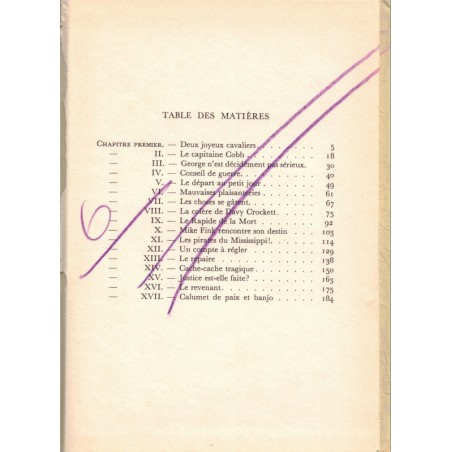 TABLE DES MATIÈRES
CHAPITRE PREMIER. — Deux joyeux cavaliers . . . . . . . 5
— II. — Le capitaine Cobb . . . . . . . . 18
— III. — George n'est décidément pas sérieux. 30
— IV. — Conseil de guerre. . . . . . . . . 40
— V. — Le départ au petit jour . . . . . . 49
— VI. — Mauvaises plaisanteries . . . . . . 61
— VII. — Les choses se gâtent. . . . . . . . 67
— VIII. — La colère de Davy Crockett. . . . . 75
— IX. — Le Rapide de la Mort . . . . . . . 92
— X. — Mike Fink rencontre son destin . . . 103
— XI. — Les pirates du Mississippi!. . . . . . 114
— XII. — Un compte à régler . . . . . . . . 129
— XIII. — Le repaire . . . . . . . . . . . 138
— XIV. — Cache-cache tragique . . . . . . . 150
— XV. — Justice est-elle faite? . . . . . . . 163
— XVI. — Le revenant. . . . . . . . . . . 175
— XVII. — Calumet de paix et banjo . . . . . 184
6